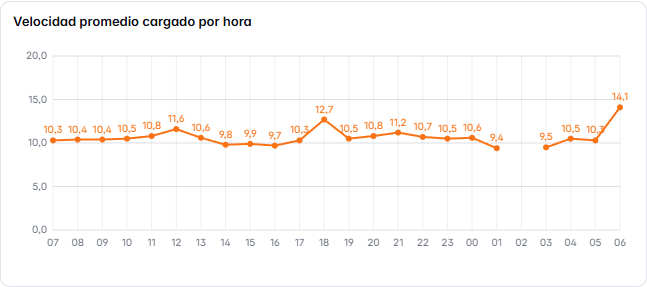 Velocidad promedio cargado por hora
20,0
15,0
10,0
5,0
0,0
10,3 10,4 10,4 10,5 10,8 11,6 10,6 9,8 9,9 9,7 10,3 12,7 10,5 10,8 11,2 10,7 10,5 10,6 9,4 9,5 10,5 10,3 14,1
07 08 09 10 11 12 13 14 15 16 17 18 19 20 21 22 23 00 01 02 03 04 05 06